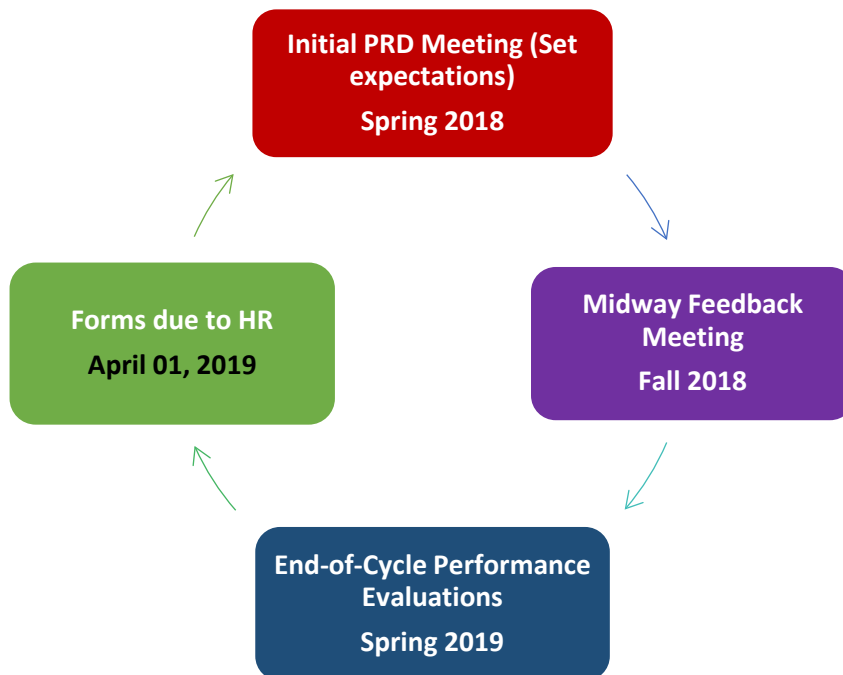 Initial PRD Meeting (Set
expectations)
Spring 2018
Midway Feedback
Meeting
Fall 2018
End-of-Cycle Performance
Evaluations
Spring 2019
Forms due to HR
April 01, 2019